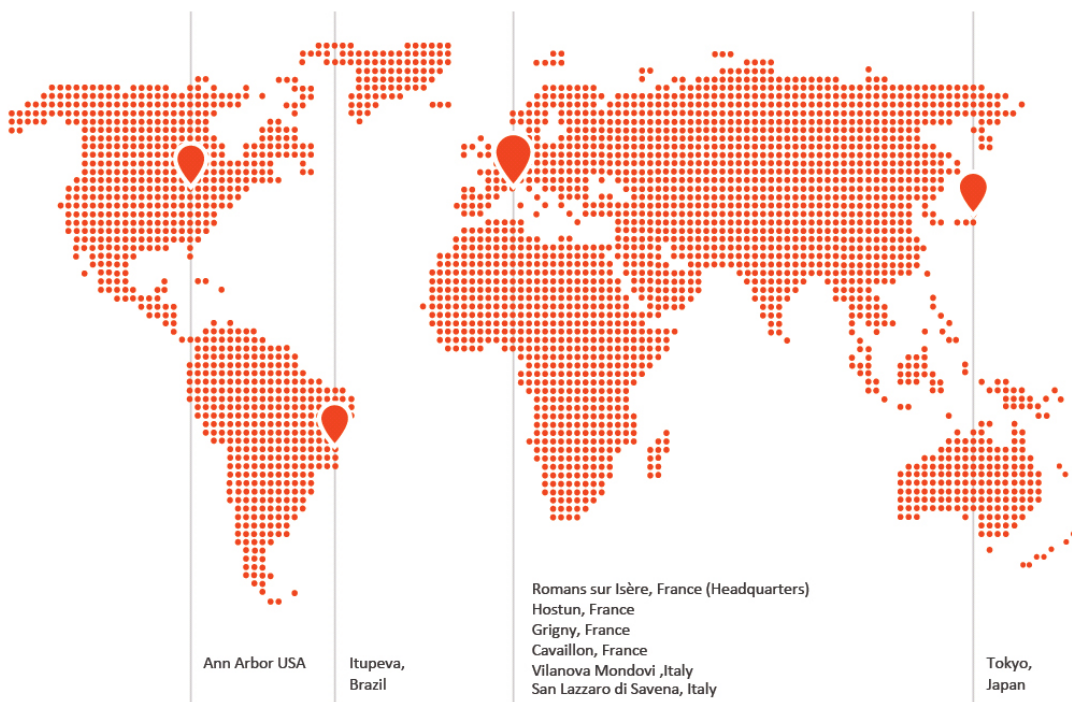 Romans sur Isère, France (Headquarters)
Hostun, France
Grigny, France
Cavaillon, France
Vilanova Mondovi ,Italy
San Lazzaro di Savena, Italy
Ann Arbor USA
Itupeva,
Brazil
Tokyo,
Japan